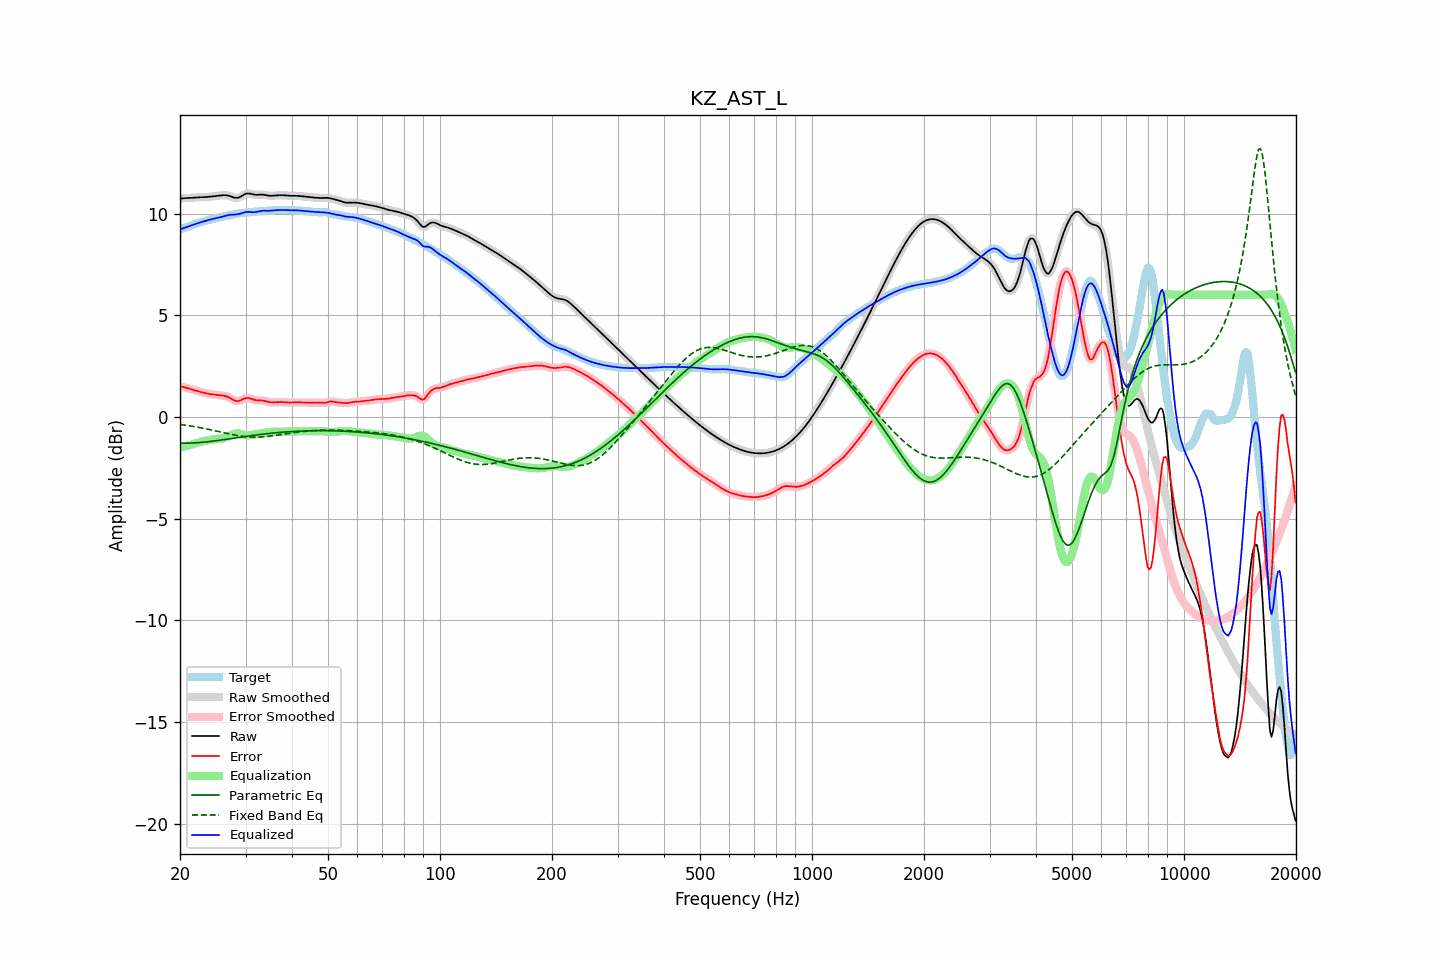 KZ_AST_L
Amplitude (dBr)
10
5
0
−5
−10
−15
−20
Target
Raw Smoothed
Error Smoothed
Raw
Error
Equalization
Parametric Eq
Fixed Band Eq
Equalized
20 50 100 200 500 1000 2000 5000 10000 20000
Frequency (Hz)